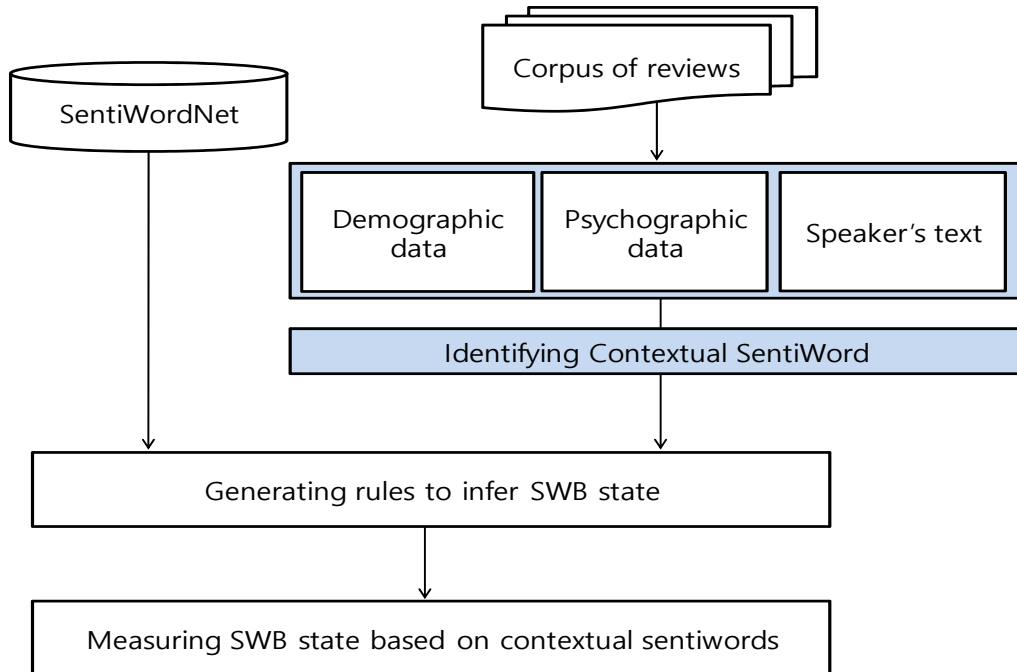 Corpus of reviews
SentiWordNet
Demographic
data
Psychographic
data
Speaker’s text
Identifying Contextual SentiWord
Generating rules to infer SWB state
Measuring SWB state based on contextual sentiwords